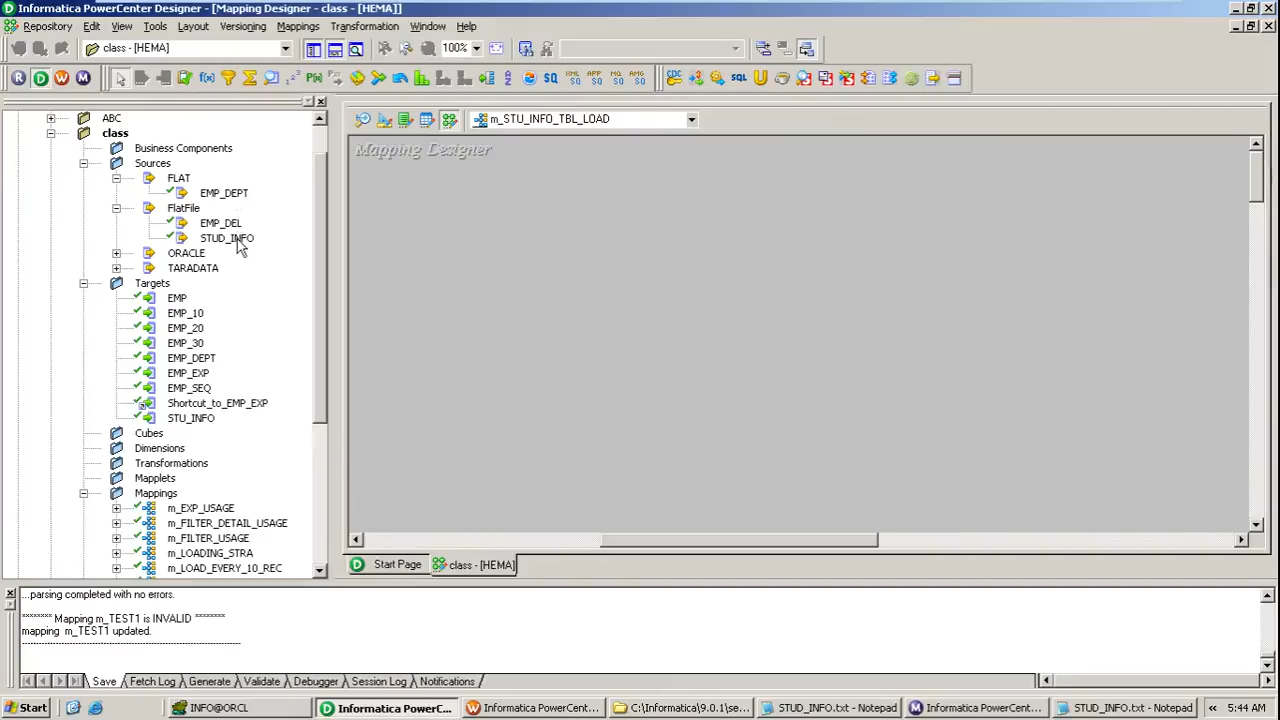 Informatica PowerCenter Designer - [Mapping Designer - class - [HEMA]]
Repository Edit View Tools Layout Versioning Mappings Transformation Window Help
class - [HEMA]
100%
ABC
class
m_STU_INFO_TBL_LOAD
Business Components
Mapping Designer
Sources
FLAT
EMP_DEPT
FlatFile
EMP_DEL
STUD_INFO
ORACLE
TARADATA
Targets
EMP
EMP_10
EMP_20
EMP_30
EMP_DEPT
EMP_EXP
EMP_SEQ
Shortcut_to_EMP_EXP
STU_INFO
Cubes
Dimensions
Transformations
Mapplets
Mappings
m_EXP_USAGE
m_FILTER_DETAIL_USAGE
m_FILTER_USAGE
m_LOADING_STRA
m_LOAD_EVERY_10_REC
Start Page class - [HEMA]
...parsing completed with no errors.
******** Mapping m_TEST1 is INVALID ********
mapping m_TEST1 updated.
Save Fetch Log Generate Validate Debugger Session Log Notifications
Start INFO@ORCL Informatica PowerC... Informatica PowerCent... C:\Informatica\9.0.1\se... STUD_INFO.txt - Notepad Informatica PowerCent... STUD_INFO.txt - Notepad 5:44 AM